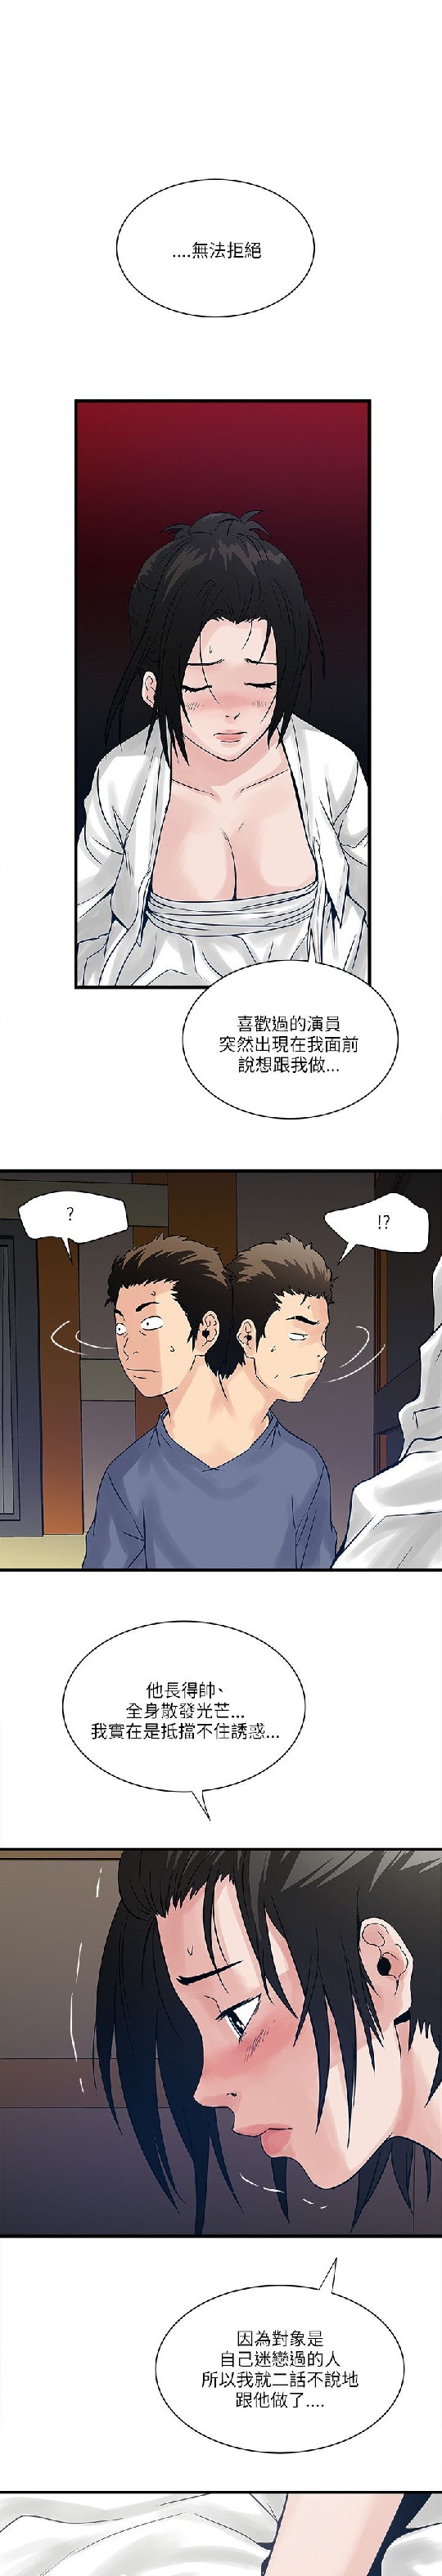 ....無法拒絕
喜歡過的演員
突然出現在我面前
說想跟我做...
?
!?
他長得帥、
全身散發光芒...
我實在是抵擋不住誘惑...
因為對象是
自己迷戀過的人
所以我就二話不說地
跟他做了....